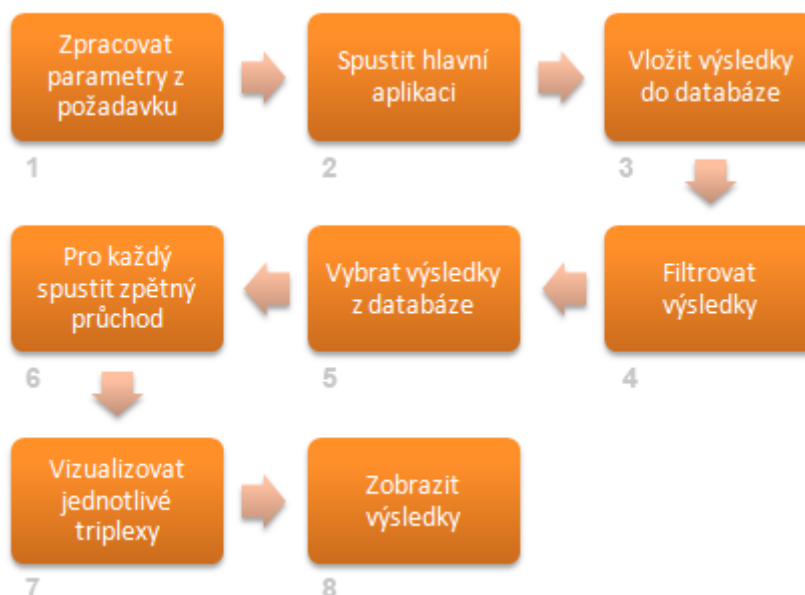 Zpracovat
parametry z
požadavku
1
Spustit hlavní
aplikaci
2
Vložit výsledky
do databáze
3
Filtrovat
výsledky
4
Vybrat výsledky
z databáze
5
Pro každý
spustit zpětný
průchod
6
Vizualizovat
jednotlivé
triplexy
7
Zobrazit
výsledky
8